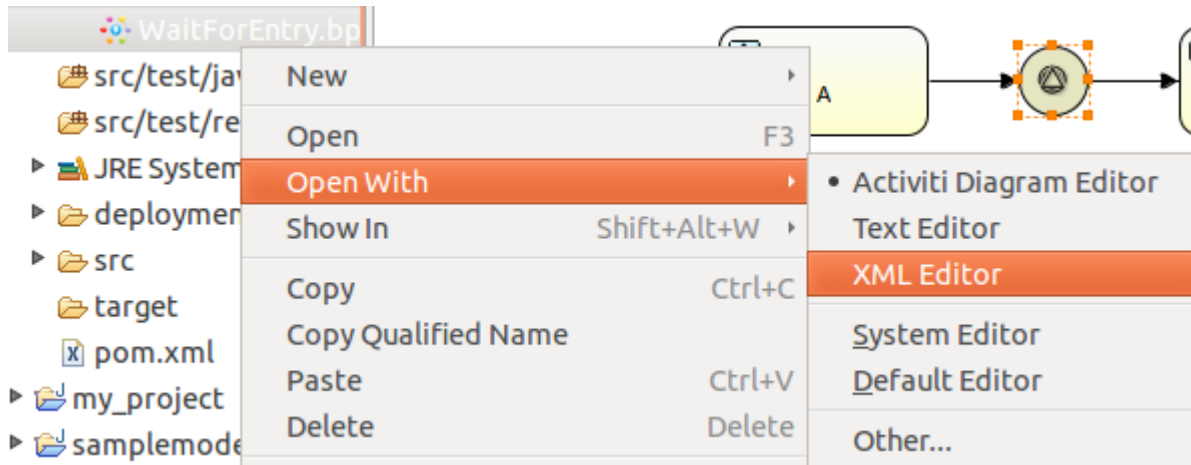 WaitForEntry.bp
src/test/jav
src/test/re
JRE System
deploymen
src
target
pom.xml
my_project
samplemode
New
Open F3
Open With
Show In Shift+Alt+W
Copy Ctrl+C
Copy Qualified Name
Paste Ctrl+V
Delete Delete
A
Activiti Diagram Editor
Text Editor
XML Editor
System Editor
Default Editor
Other...